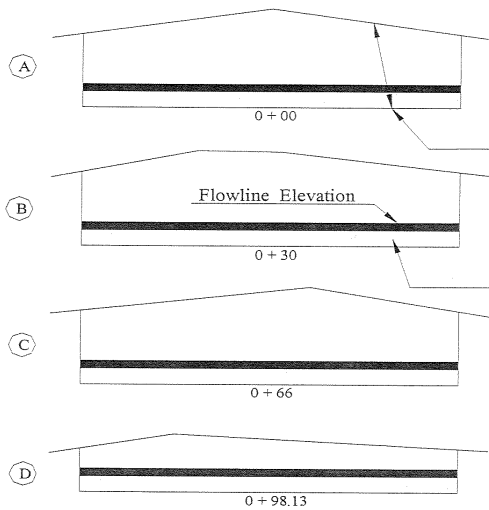 A
0 + 00
B
Flowline Elevation
0 + 30
C
0 + 66
D
0 + 98.13